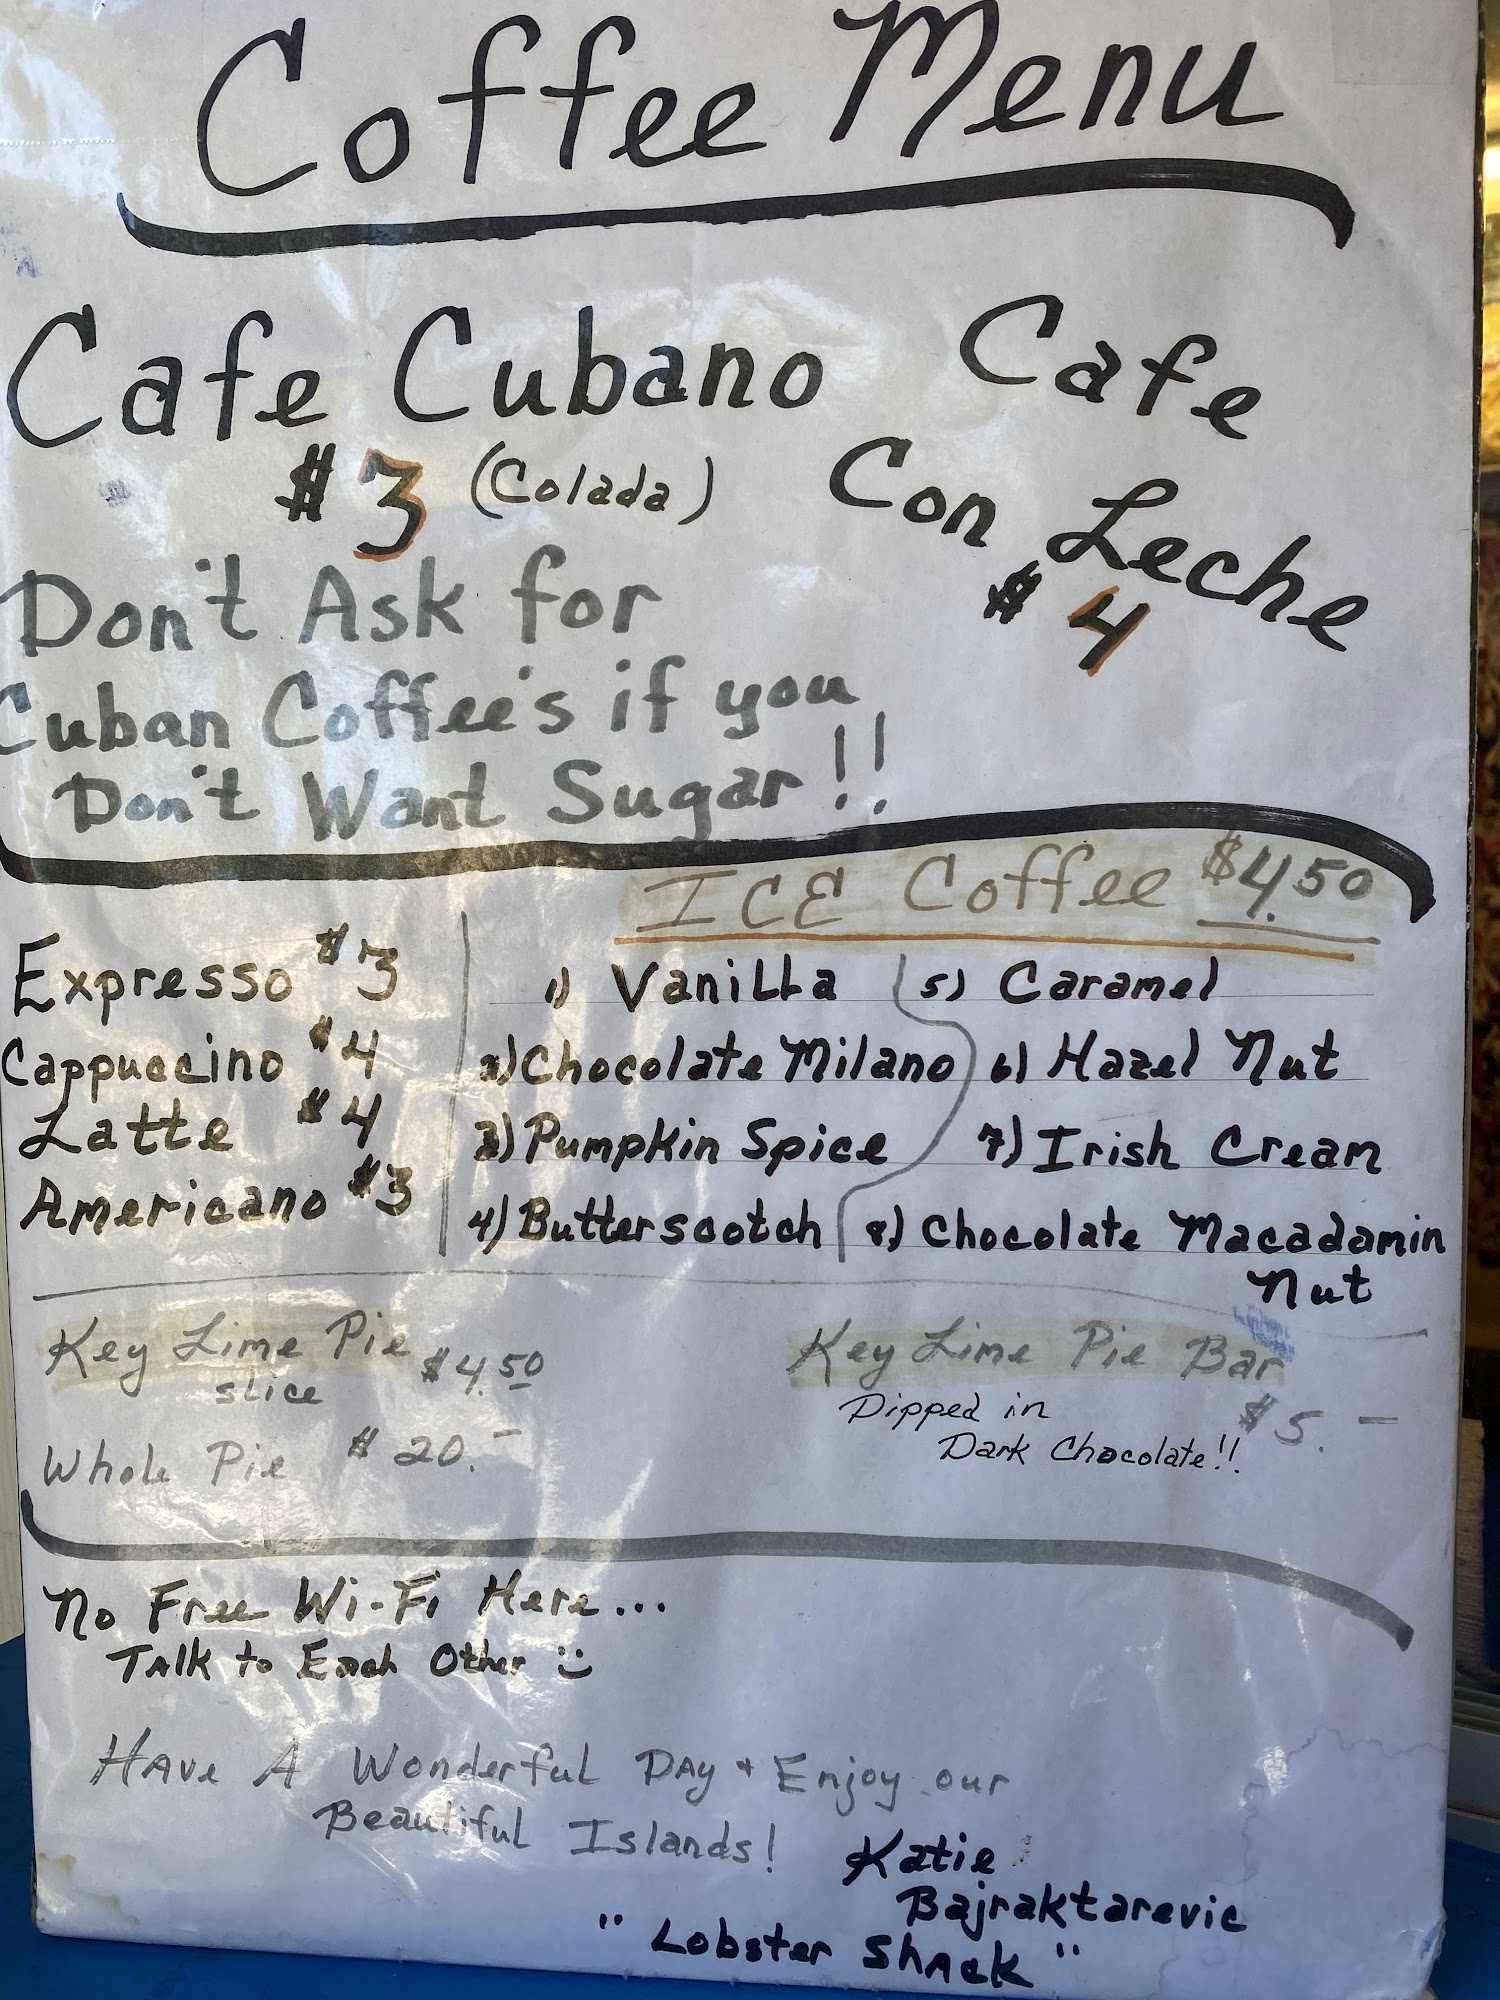 Coffee Menu
Cafe Cubano
$3 (Colada)
Cafe
Con Leche
$4
Don't Ask for
Cuban Coffee's if you
Don't Want Sugar!!
ICE Coffee $4.50
Expresso $3
Cappuccino $4
Latte $4
Americano $3
1) Vanilla
2) Chocolate Milano
3) Pumpkin Spice
4) Butterscotch
5) Caramel
6) Hazel Nut
7) Irish Cream
8) Chocolate Macadamin
Nut
Key Lime Pie $4.50
slice
Whole Pie $20.-
Key Lime Pie Bar
Dipped in $5.-
Dark Chocolate!!
No Free Wi-Fi Here...
Talk to Each Other
Have A Wonderful Day + Enjoy our
Beautiful Islands!
Katie
Bajraktarevic
"Lobster Shack"